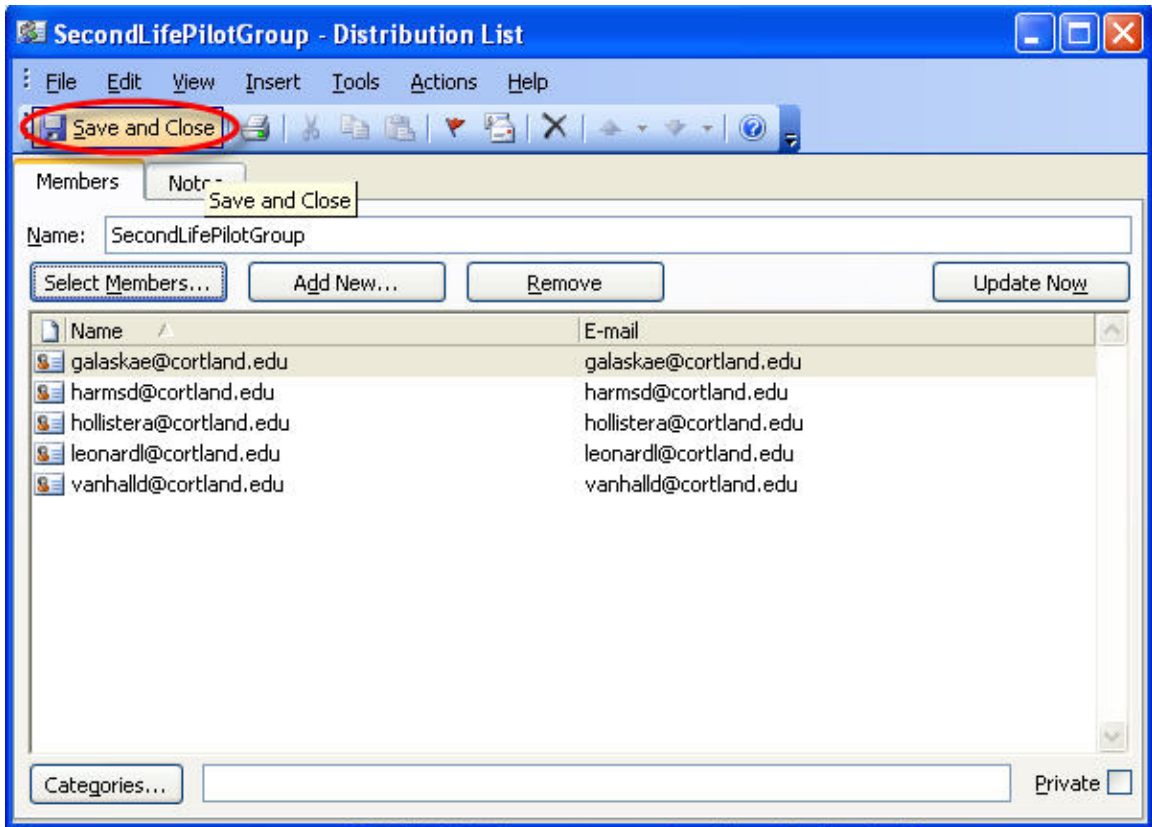 SecondLifePilotGroup - Distribution List
File Edit View Insert Tools Actions Help
Save and Close
Members
Save and Close
Name: SecondLifePilotGroup
Select Members... Add New... Remove Update Now
Name E-mail
galaskae@cortland.edu galaskae@cortland.edu
harmsd@cortland.edu harmsd@cortland.edu
hollistera@cortland.edu hollistera@cortland.edu
leonardl@cortland.edu leonardl@cortland.edu
vanhalld@cortland.edu vanhalld@cortland.edu
Categories... Private